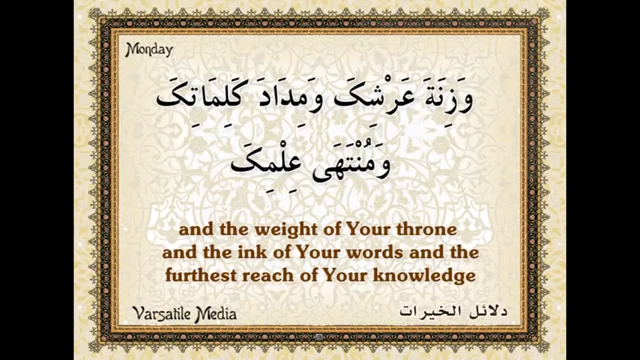 Monday
وَزِنَةَ عَرْشِكَ وَمِدَادَ كَلِمَاتِكَ
وَمُنْتَهَى عِلْمِكَ
and the weight of Your throne
and the ink of Your words and the
furthest reach of Your knowledge
Varsatile Media
دلائل الخيرات